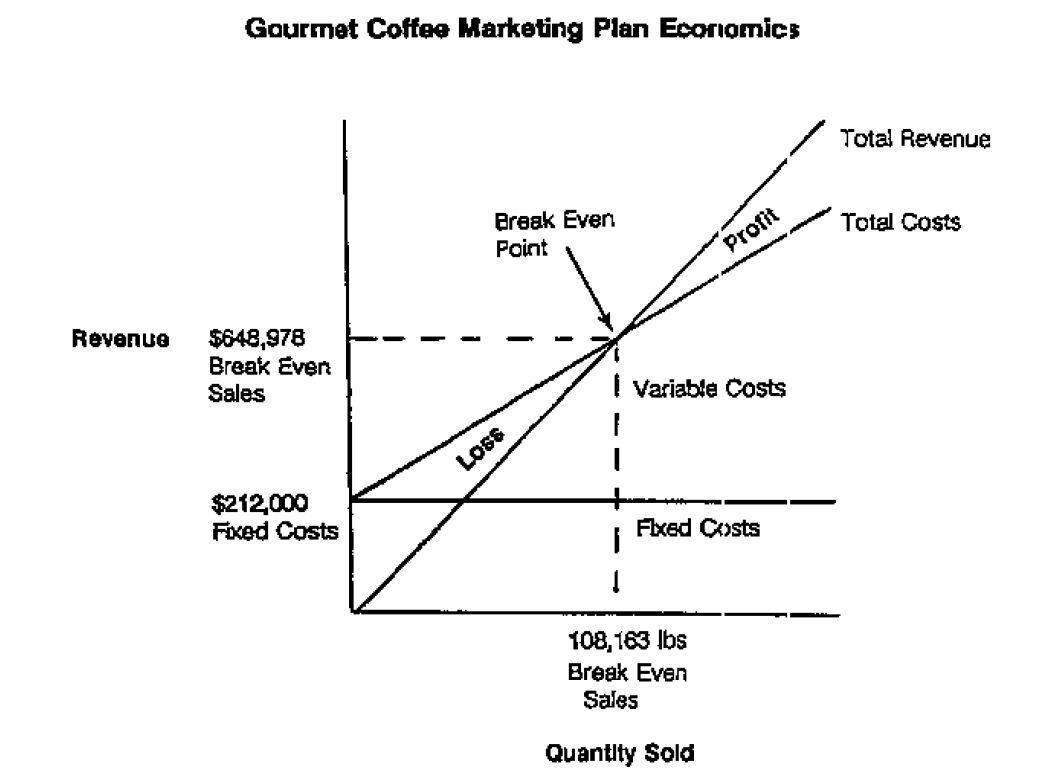 Gourmet Coffee Marketing Plan Economics
Total Revenue
Break Even
Point
Profit
Total Costs
Revenue
$648,978
Break Even
Sales
Variable Costs
Loss
$212,000
Fixed Costs
Fixed Costs
108,163 lbs
Break Even
Sales
Quantity Sold